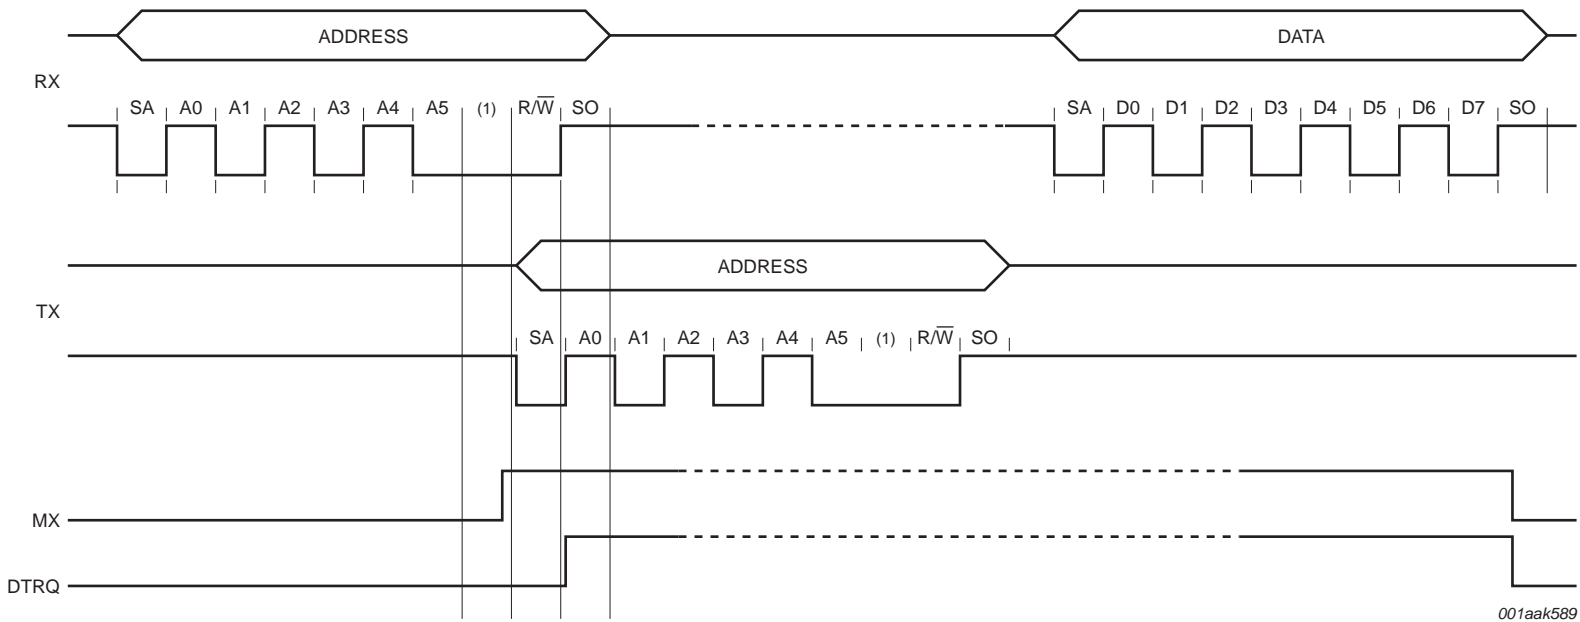 ADDRESS DATA
RX
SA A0 A1 A2 A3 A4 A5 (1) R/W̅ SO SA D0 D1 D2 D3 D4 D5 D6 D7 SO
ADDRESS
TX
SA A0 A1 A2 A3 A4 A5 (1) R/W̅ SO
MX
DTRQ
001aak589